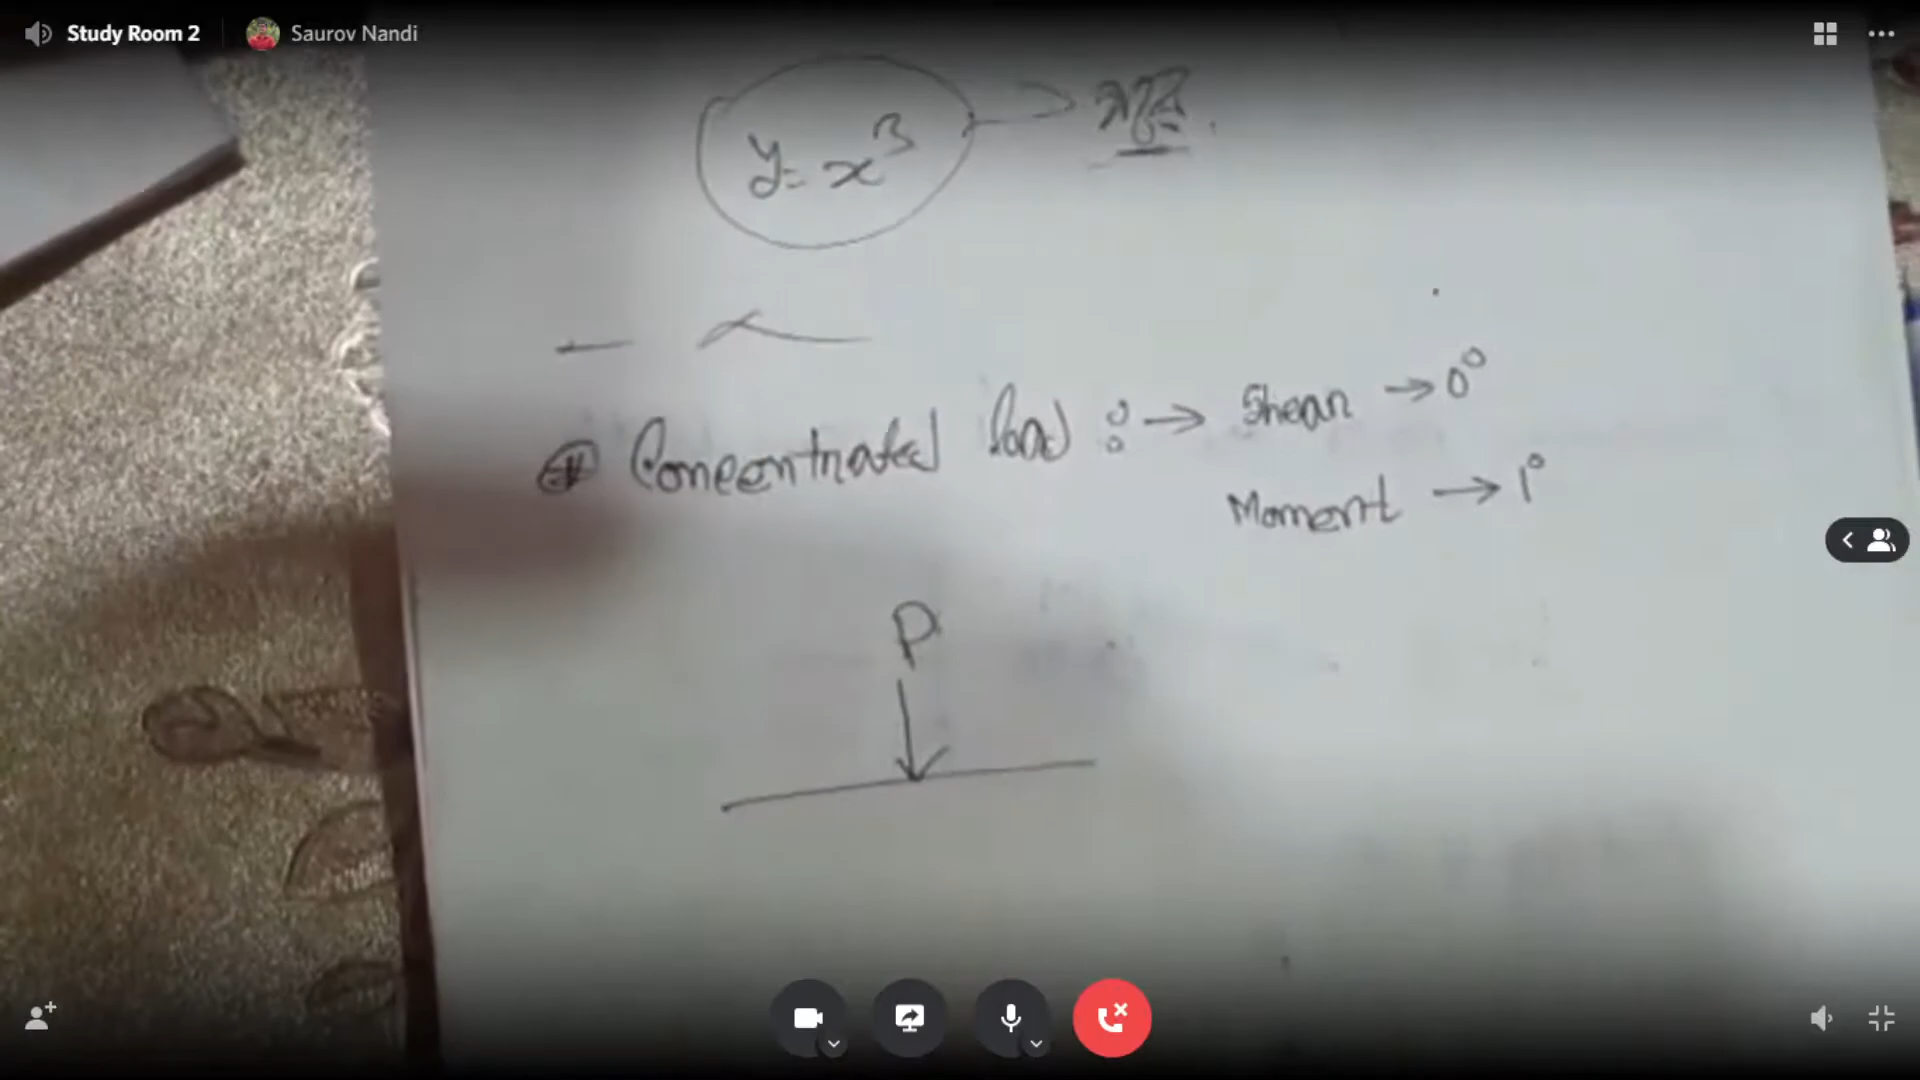 Study Room 2
Saurov Nandi
y = x³
Concentrated load :→ Shear → 0°
Moment → 1°
P